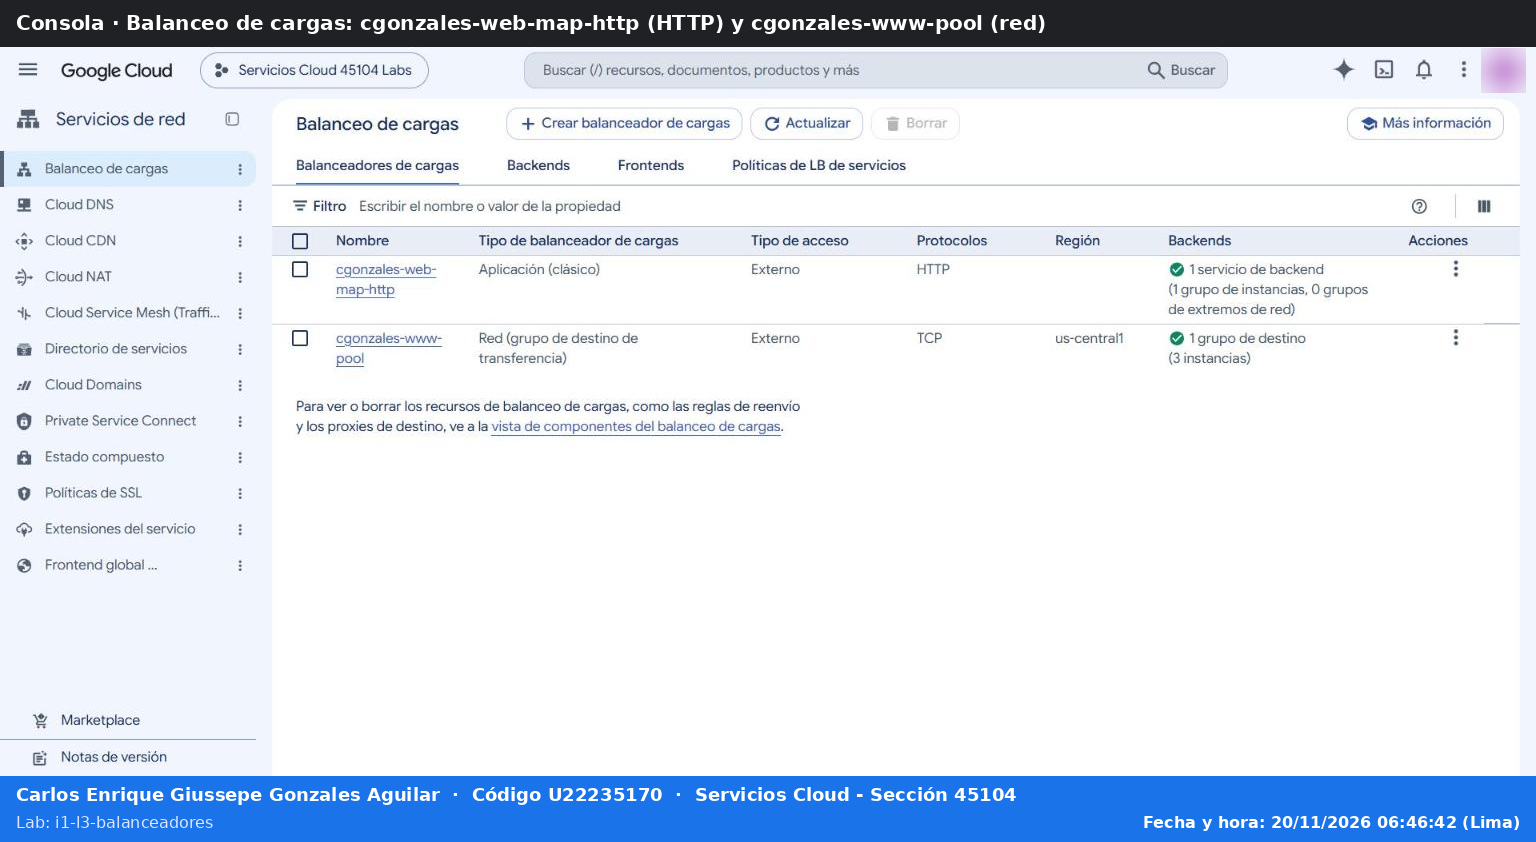 Consola · Balanceo de cargas: cgonzales-web-map-http (HTTP) y cgonzales-www-pool (red)
Google Cloud
Servicios Cloud 45104 Labs
Buscar (/) recursos, documentos, productos y más
Buscar
Servicios de red
Balanceo de cargas
Cloud DNS
Cloud CDN
Cloud NAT
Cloud Service Mesh (Traffi...
Directorio de servicios
Cloud Domains
Private Service Connect
Estado compuesto
Políticas de SSL
Extensiones del servicio
Frontend global ...
Marketplace
Notas de versión
Balanceo de cargas
Crear balanceador de cargas
Actualizar
Borrar
Más información
Balanceadores de cargas
Backends
Frontends
Políticas de LB de servicios
Filtro
Escribir el nombre o valor de la propiedad
Nombre
Tipo de balanceador de cargas
Tipo de acceso
Protocolos
Región
Backends
Acciones
cgonzales-web-
map-http
Aplicación (clásico)
Externo
HTTP
1 servicio de backend
(1 grupo de instancias, 0 grupos
de extremos de red)
cgonzales-www-
pool
Red (grupo de destino de
transferencia)
Externo
TCP
us-central1
1 grupo de destino
(3 instancias)
Para ver o borrar los recursos de balanceo de cargas, como las reglas de reenvío
y los proxies de destino, ve a la vista de componentes del balanceo de cargas.
Carlos Enrique Giussepe Gonzales Aguilar · Código U22235170 · Servicios Cloud - Sección 45104
Lab: i1-l3-balanceadores
Fecha y hora: 20/11/2026 06:46:42 (Lima)